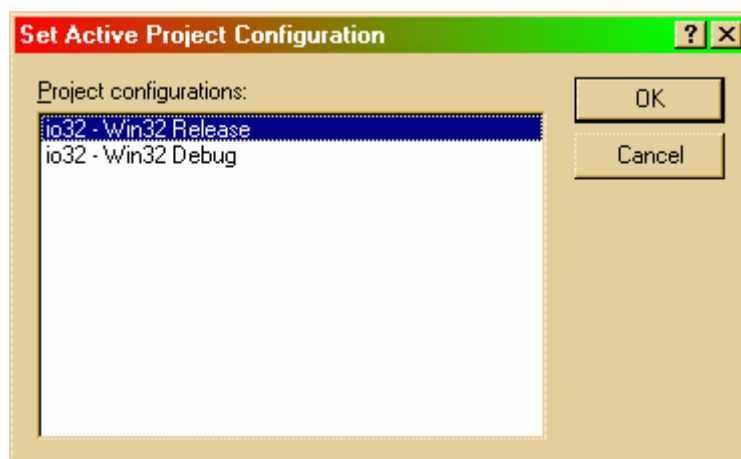 Set Active Project Configuration
Project configurations:
io32 - Win32 Release
io32 - Win32 Debug
OK
Cancel